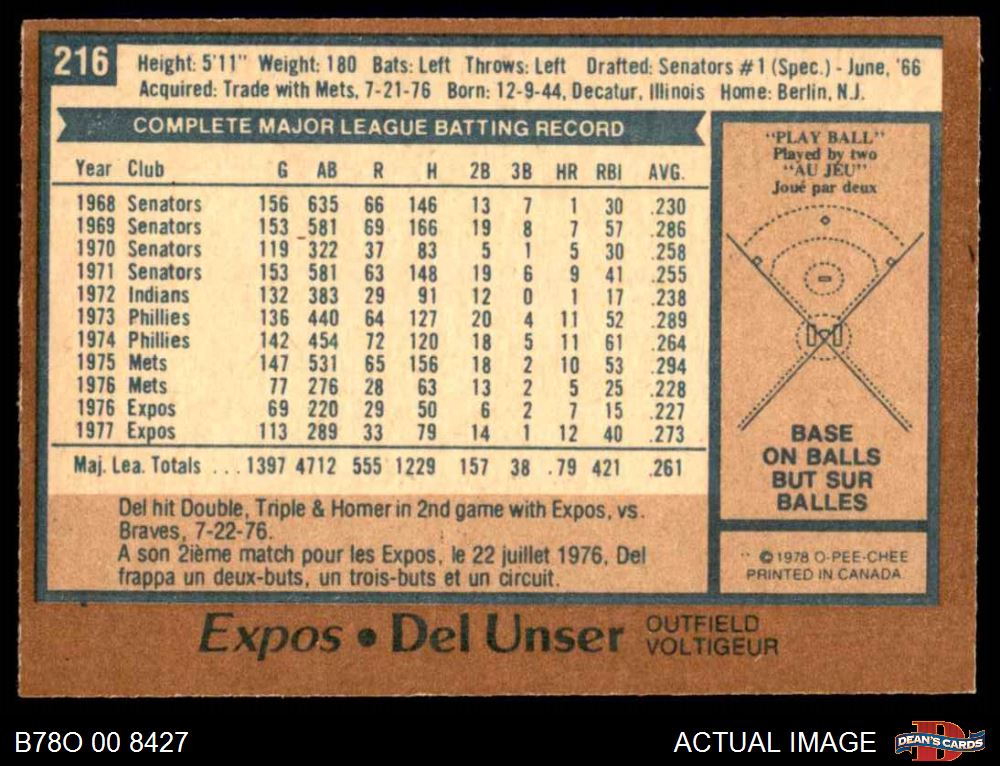 216
Height: 5'11" Weight: 180 Bats: Left Throws: Left Drafted: Senators #1 (Spec.) - June, '66
Acquired: Trade with Mets, 7-21-76 Born: 12-9-44, Decatur, Illinois Home: Berlin, N.J.
COMPLETE MAJOR LEAGUE BATTING RECORD
Year Club G AB R H 2B 3B HR RBI AVG.
1968 Senators 156 635 66 146 13 7 1 30 .230
1969 Senators 153 581 69 166 19 8 7 57 .286
1970 Senators 119 322 37 83 5 1 5 30 .258
1971 Senators 153 581 63 148 19 6 9 41 .255
1972 Indians 132 383 29 91 12 0 1 17 .238
1973 Phillies 136 440 64 127 20 4 11 52 .289
1974 Phillies 142 454 72 120 18 5 11 61 .264
1975 Mets 147 531 65 156 18 2 10 53 .294
1976 Mets 77 276 28 63 13 2 5 25 .228
1976 Expos 69 220 29 50 6 2 7 15 .227
1977 Expos 113 289 33 79 14 1 12 40 .273
Maj. Lea. Totals ... 1397 4712 555 1229 157 38 .79 421 .261
Del hit Double, Triple & Homer in 2nd game with Expos, vs.
Braves, 7-22-76.
A son 2ième match pour les Expos, le 22 juillet 1976, Del
frappa un deux-buts, un trois-buts et un circuit.
"PLAY BALL"
Played by two
"AU JEU"
Joué par deux
BASE
ON BALLS
BUT SUR
BALLES
© 1978 O-PEE-CHEE
PRINTED IN CANADA
Expos • Del Unser OUTFIELD
VOLTIGEUR
B78O 00 8427
ACTUAL IMAGE
DEAN'S CARDS